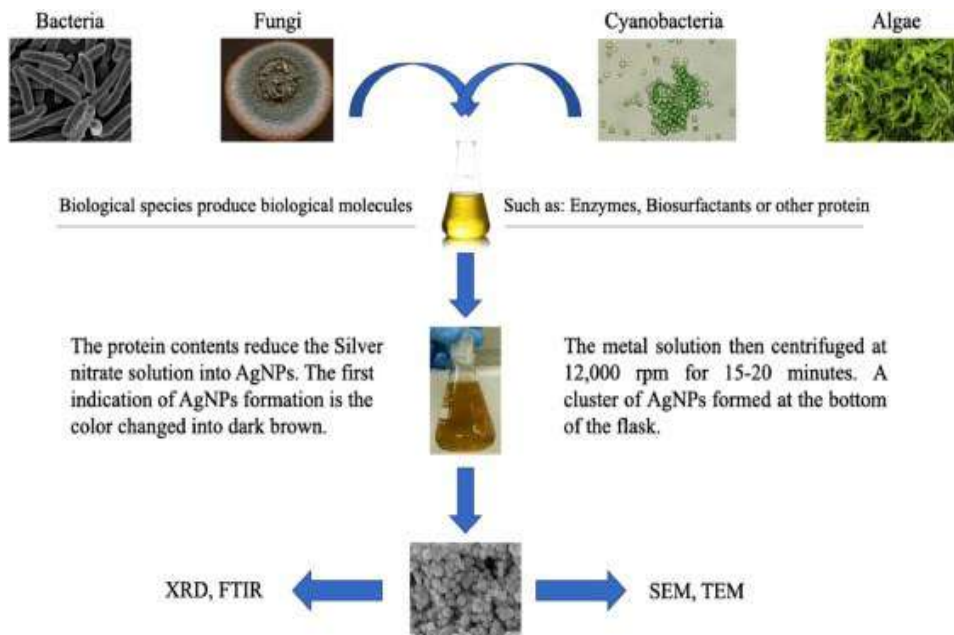 Bacteria
Fungi
Cyanobacteria
Algae
Biological species produce biological molecules
Such as: Enzymes, Biosurfactants or other protein
The protein contents reduce the Silver
nitrate solution into AgNPs. The first
indication of AgNPs formation is the
color changed into dark brown.
The metal solution then centrifuged at
12,000 rpm for 15-20 minutes. A
cluster of AgNPs formed at the bottom
of the flask.
XRD, FTIR
SEM, TEM